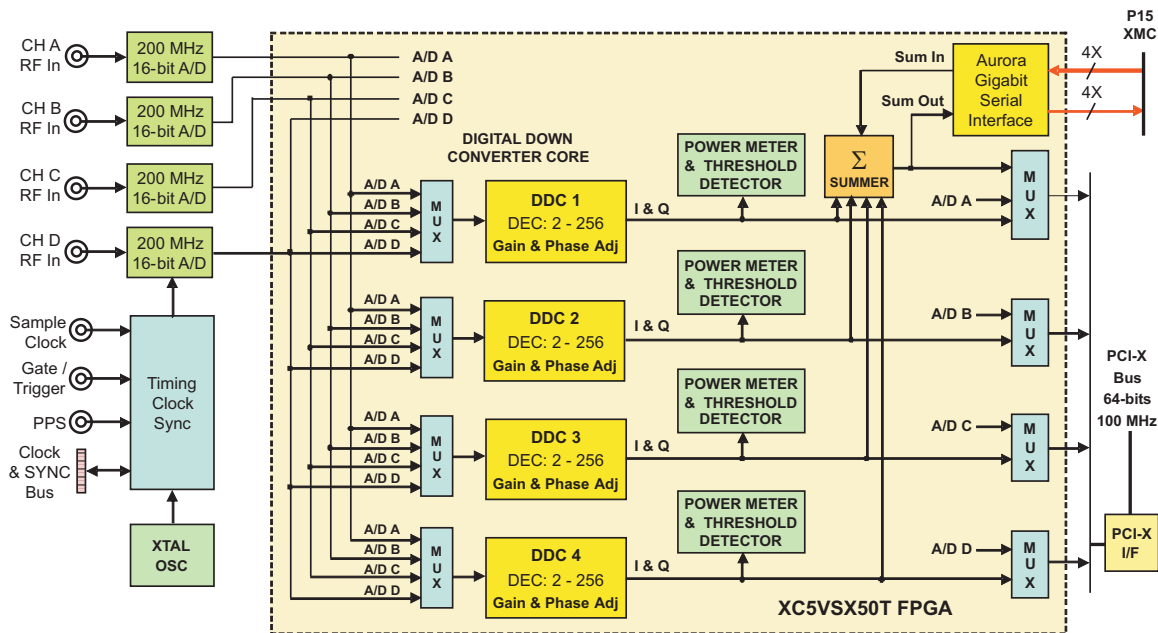 CH A
RF In
200 MHz
16-bit A/D
CH B
RF In
200 MHz
16-bit A/D
CH C
RF In
200 MHz
16-bit A/D
CH D
RF In
200 MHz
16-bit A/D
Sample
Clock
Gate /
Trigger
PPS
Clock
& SYNC
Bus
Timing
Clock
Sync
XTAL
OSC
A/D A
A/D B
A/D C
A/D D
DIGITAL DOWN
CONVERTER CORE
A/D A
A/D B
A/D C
A/D D
M
U
X
DDC 1
DEC: 2 - 256
Gain & Phase Adj
I & Q
POWER METER
& THRESHOLD
DETECTOR
Σ
SUMMER
Sum In
Sum Out
Aurora
Gigabit
Serial
Interface
4X
4X
P15
XMC
A/D A
M
U
X
A/D A
A/D B
A/D C
A/D D
M
U
X
DDC 2
DEC: 2 - 256
Gain & Phase Adj
I & Q
POWER METER
& THRESHOLD
DETECTOR
A/D B
M
U
X
A/D A
A/D B
A/D C
A/D D
M
U
X
DDC 3
DEC: 2 - 256
Gain & Phase Adj
I & Q
POWER METER
& THRESHOLD
DETECTOR
A/D C
M
U
X
A/D A
A/D B
A/D C
A/D D
M
U
X
DDC 4
DEC: 2 - 256
Gain & Phase Adj
I & Q
POWER METER
& THRESHOLD
DETECTOR
A/D D
M
U
X
XC5VSX50T FPGA
PCI-X
Bus
64-bits
100 MHz
PCI-X
I/F